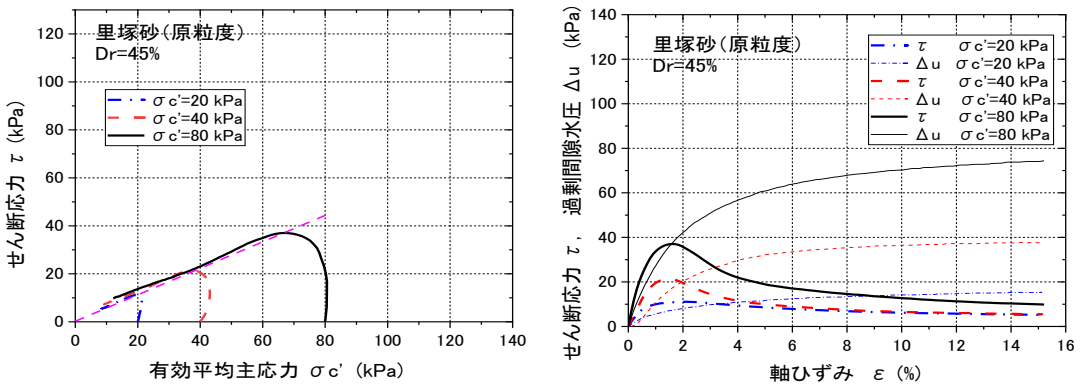 里塚砂(原粒度)
Dr=45%
σc'=20 kPa
σc'=40 kPa
σc'=80 kPa
せん断応力 τ (kPa)
120
100
80
60
40
20
0
0 20 40 60 80 100 120 140
有効平均主応力 σc' (kPa)
里塚砂(原粒度)
Dr=45%
τ σc'=20 kPa
Δu σc'=20 kPa
τ σc'=40 kPa
Δu σc'=40 kPa
τ σc'=80 kPa
Δu σc'=80 kPa
せん断応力 τ, 過剰間隙水圧 Δu (kPa)
140
120
100
80
60
40
20
0
0 2 4 6 8 10 12 14 16
軸ひずみ ε (%)